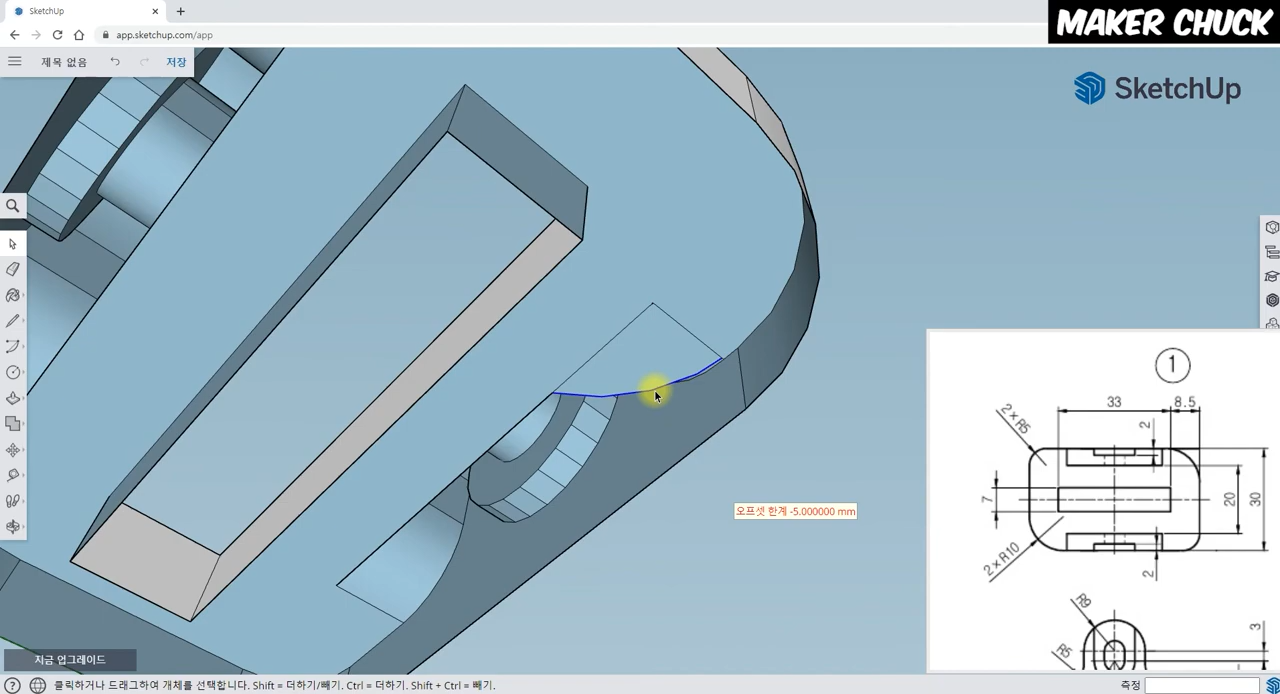 SketchUp
app.sketchup.com/app
MAKER CHUCK
제목 없음
저장
SketchUp
오프셋 한계 -5.000000 mm
1
33
8.5
2×R5
2
7
20
30
2×R10
2
R9
R5
3
지금 업그레이드
클릭하거나 드래그하여 개체를 선택합니다. Shift = 더하기/빼기. Ctrl = 더하기. Shift + Ctrl = 빼기.
측정